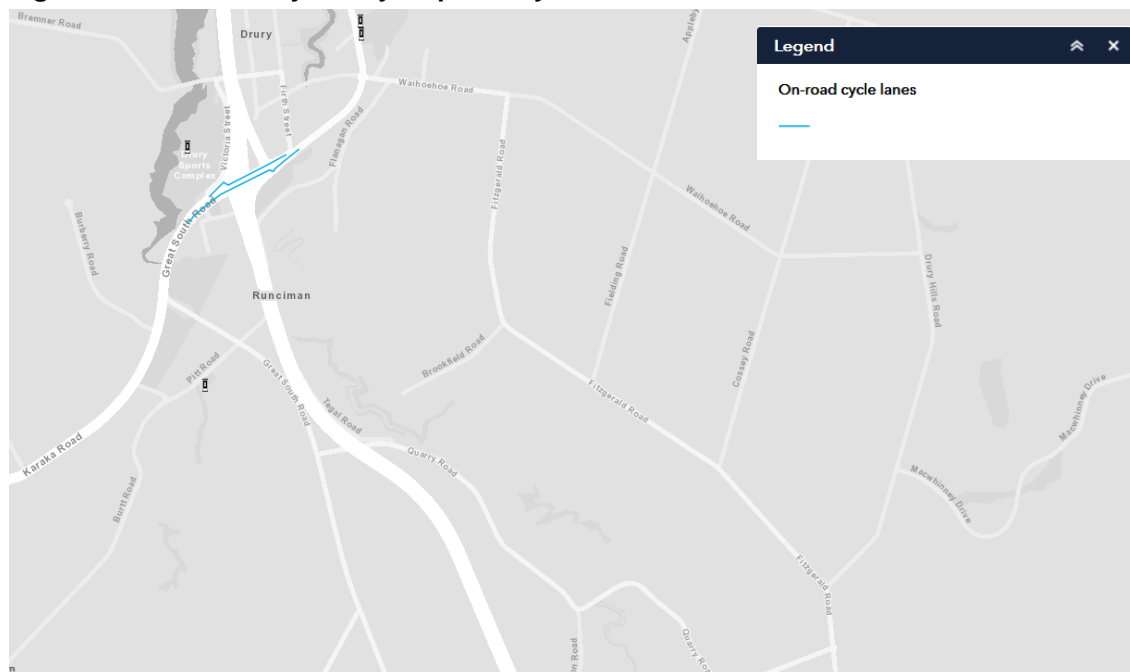 Bremner Road
Drury
Appleby
Legend
On-road cycle lanes
Waihoehoe Road
Firth Street
Victoria Street
Flanagan Road
Fitzgerald Road
Drury
Sports
Complex
Waihoehoe Road
Great South Road
Burberry Road
Fielding Road
Drury Hills Road
Runciman
Cossey Road
Brookfield Road
Pitt Road
Great South Road
Fitzgerald Road
Tegal Road
Macwhinney Drive
Karaka Road
Quarry Road
Burtt Road
Macwhinney Drive
Fitzgerald Road
Quarry Roa
on Road
m